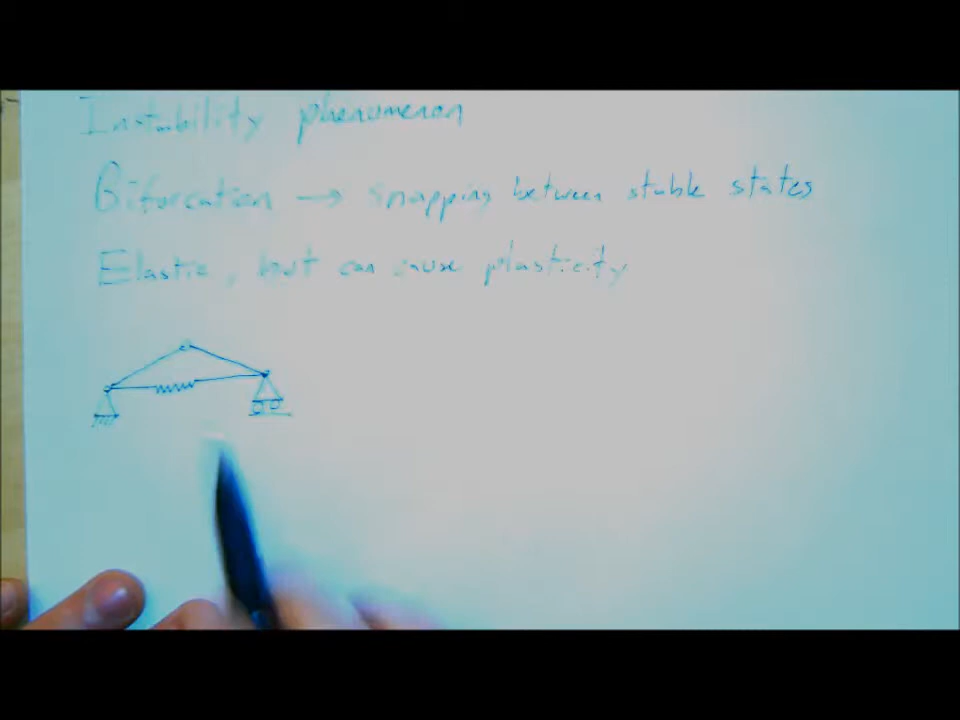 Instability phenomenon
Bifurcation → snapping between stable states
Elastic, but can cause plasticity